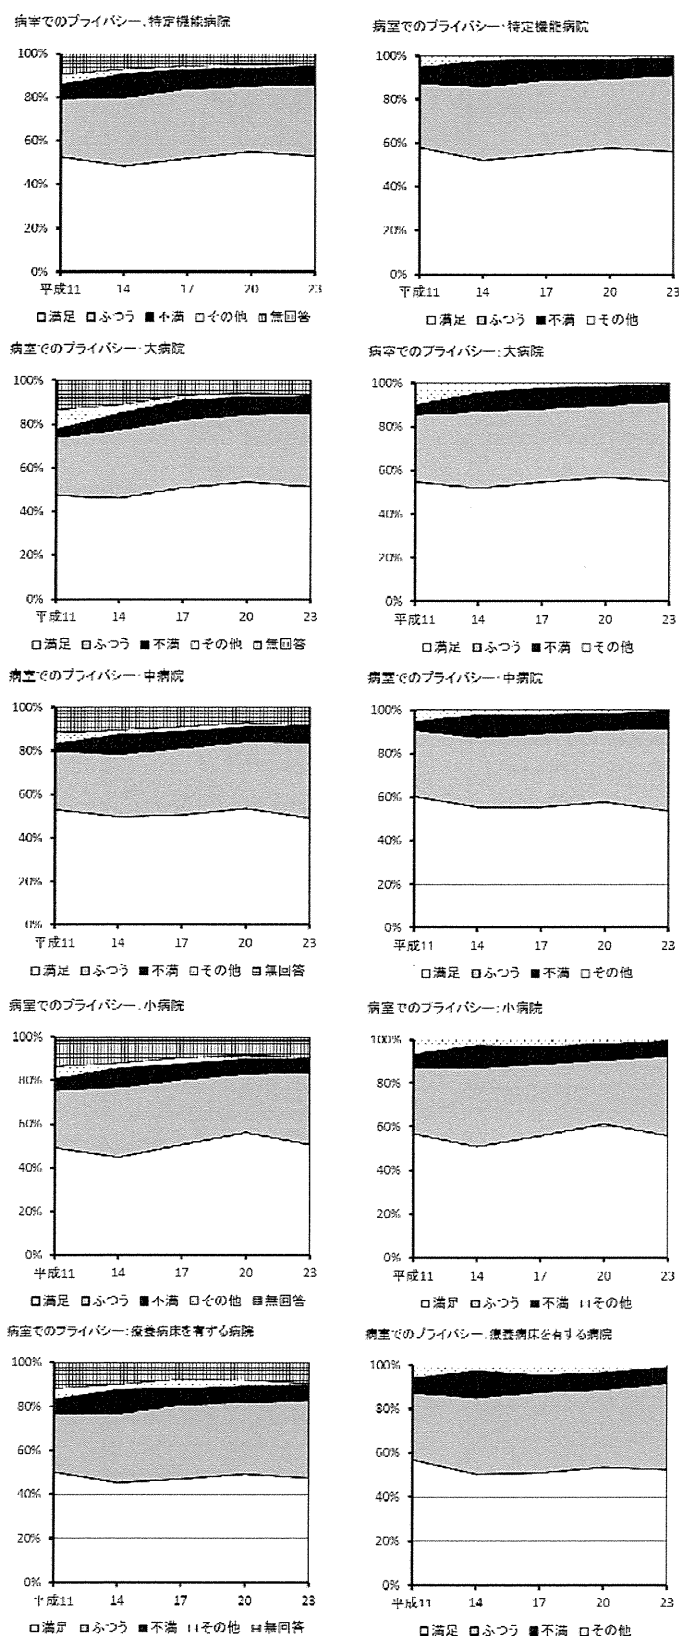 病室でのプライバシー:特定機能病院
100%
80%
60%
40%
20%
0%
平成11 14 17 20 23
□満足 □ふつう ■不満 □その他 □無回答
病室でのプライバシー:特定機能病院
100%
80%
60%
40%
20%
0%
平成11 14 17 20 23
□満足 □ふつう ■不満 □その他
病室でのプライバシー:大病院
100%
80%
60%
40%
20%
0%
平成11 14 17 20 23
□満足 □ふつう ■不満 □その他 □無回答
病室でのプライバシー:大病院
100%
80%
60%
40%
20%
0%
平成11 14 17 20 23
□満足 □ふつう ■不満 □その他
病室でのプライバシー:中病院
100%
80%
60%
40%
20%
0%
平成11 14 17 20 23
□満足 □ふつう ■不満 □その他 □無回答
病室でのプライバシー:中病院
100%
80%
60%
40%
20%
0%
平成11 14 17 20 23
□満足 □ふつう ■不満 □その他
病室でのプライバシー:小病院
100%
80%
60%
40%
20%
0%
平成11 14 17 20 23
□満足 □ふつう ■不満 □その他 □無回答
病室でのプライバシー:小病院
100%
80%
60%
40%
20%
0%
平成11 14 17 20 23
□満足 □ふつう ■不満 □その他
病室でのプライバシー:療養病床を有する病院
100%
80%
60%
40%
20%
0%
平成11 14 17 20 23
□満足 □ふつう ■不満 □その他 □無回答
病室でのプライバシー:療養病床を有する病院
100%
80%
60%
40%
20%
0%
平成11 14 17 20 23
□満足 □ふつう ■不満 □その他